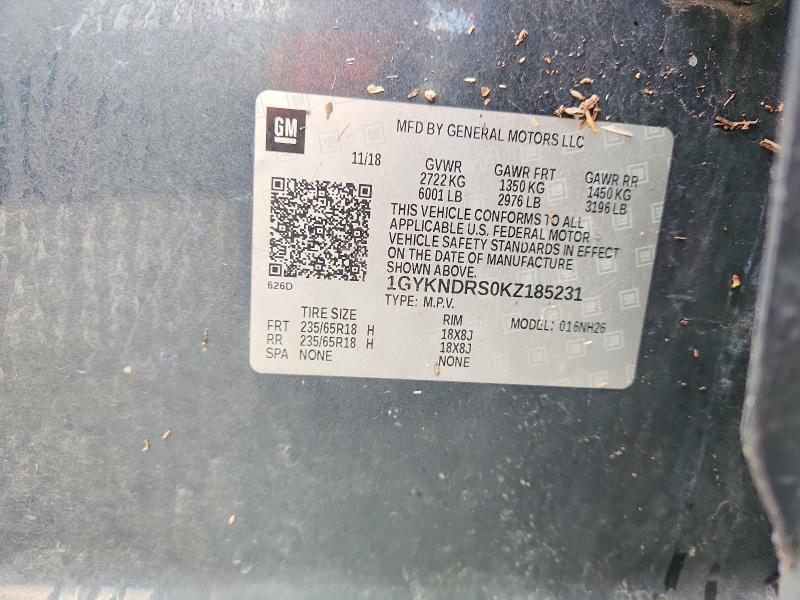 GM
MFD BY GENERAL MOTORS LLC
11/18 GVWR GAWR FRT GAWR RR
2722 KG 1350 KG 1450 KG
6001 LB 2976 LB 3196 LB
THIS VEHICLE CONFORMS TO ALL
APPLICABLE U.S. FEDERAL MOTOR
VEHICLE SAFETY STANDARDS IN EFFECT
ON THE DATE OF MANUFACTURE
SHOWN ABOVE.
626D
1GYKNDRS0KZ185231
TYPE: M.P.V.
TIRE SIZE RIM MODEL: 016NH26
FRT 235/65R18 H 18X8J
RR 235/65R18 H 18X8J
SPA NONE NONE